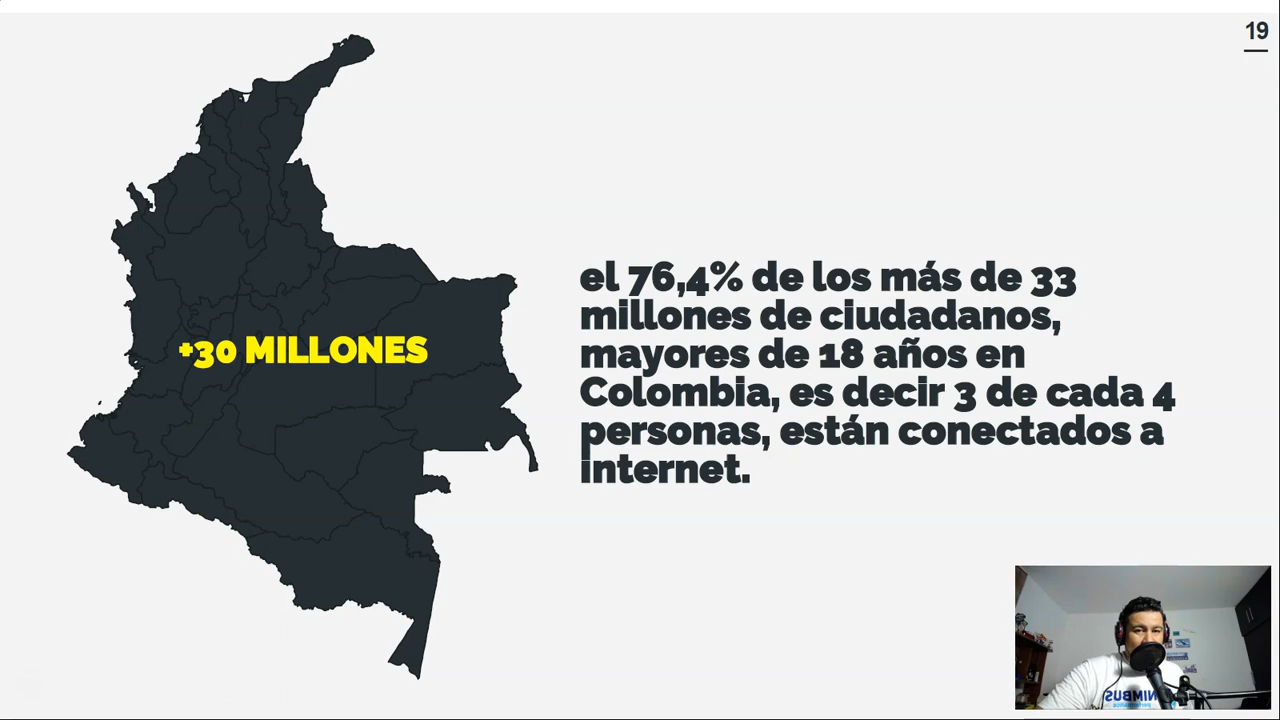 19
+30 MILLONES
el 76,4% de los más de 33
millones de ciudadanos,
mayores de 18 años en
Colombia, es decir 3 de cada 4
personas, están conectados a
internet.
NIMBUS